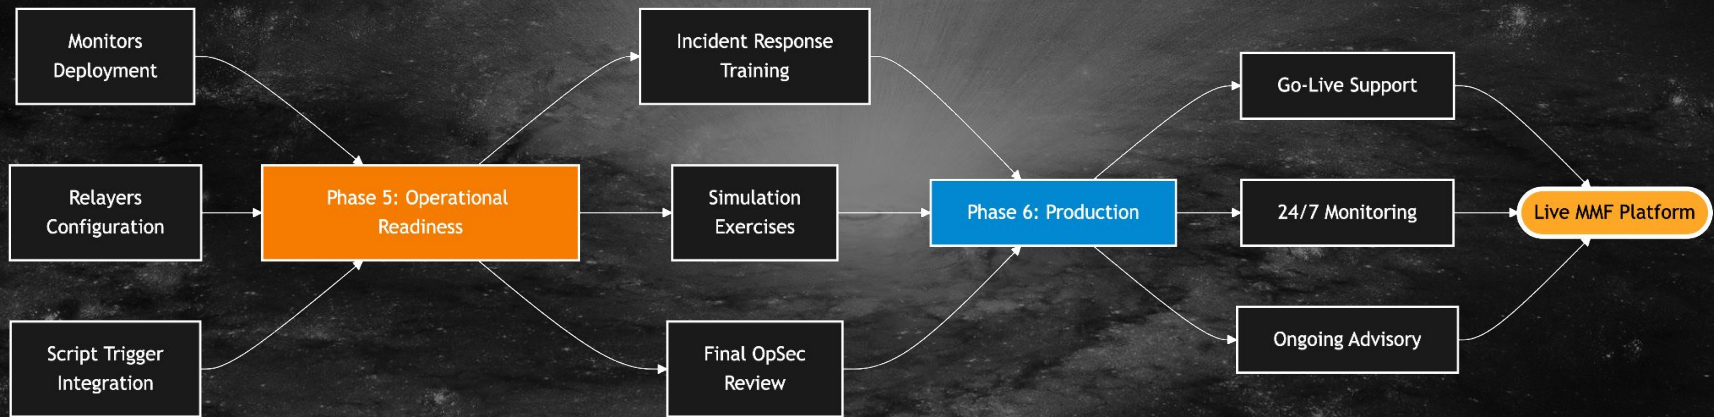 Monitors
Deployment
Relayers
Configuration
Script Trigger
Integration
Phase 5: Operational
Readiness
Incident Response
Training
Simulation
Exercises
Final OpSec
Review
Phase 6: Production
Go-Live Support
24/7 Monitoring
Ongoing Advisory
Live MMF Platform